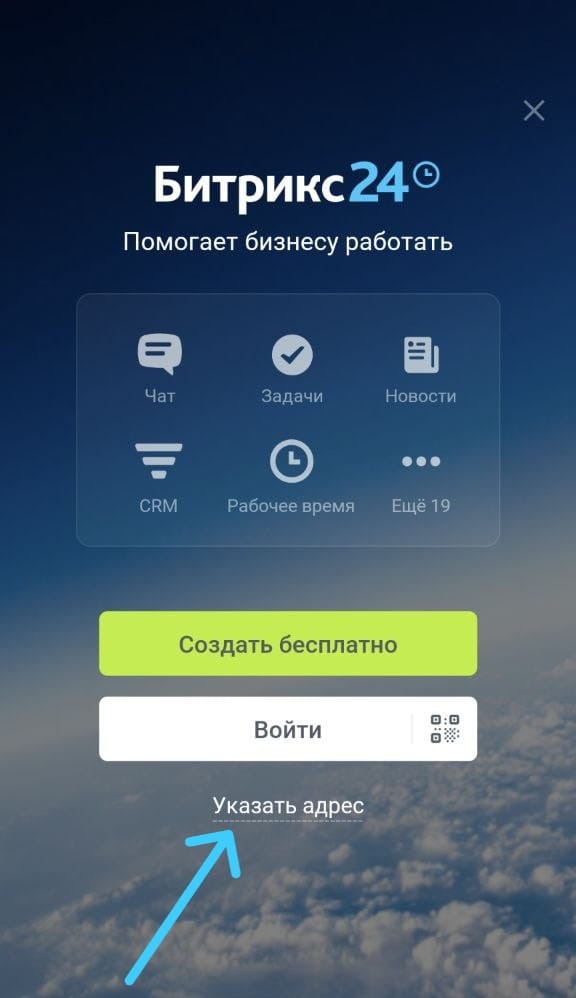 Битрикс24
Помогает бизнесу работать
Чат
Задачи
Новости
CRM
Рабочее время
Ещё 19
Создать бесплатно
Войти
Указать адрес